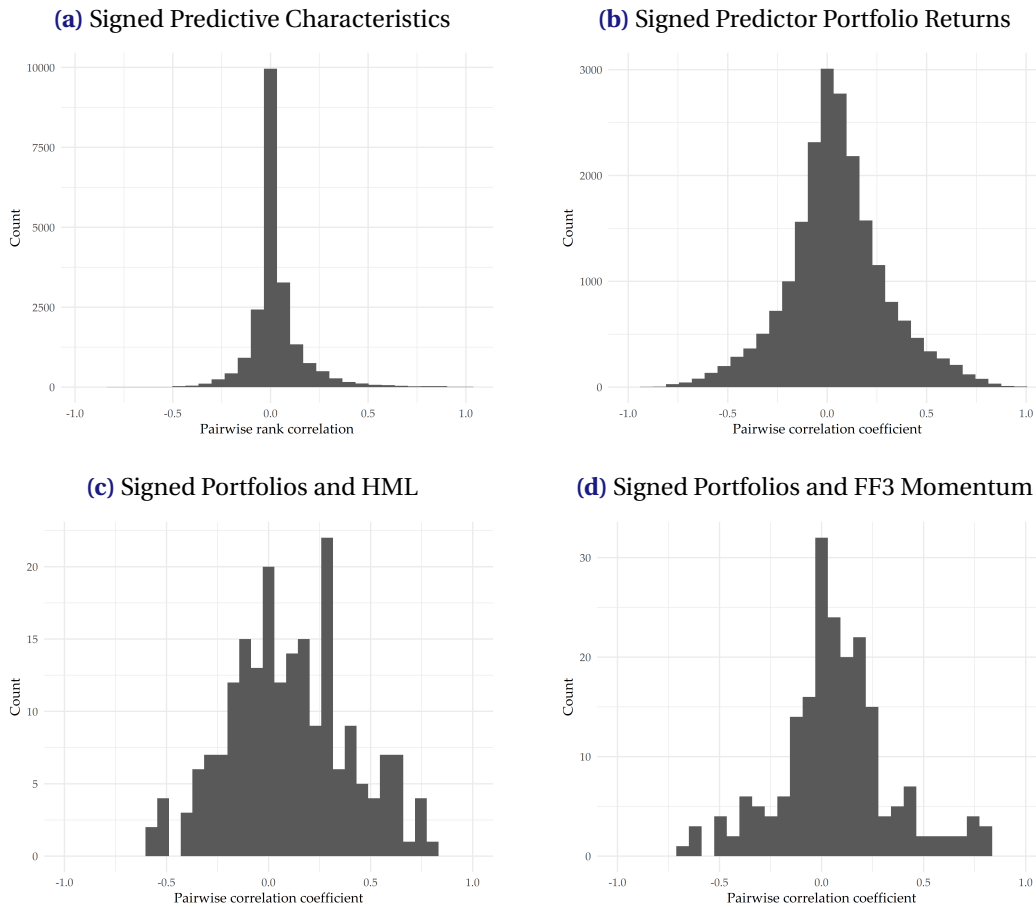 (a) Signed Predictive Characteristics
10000
7500
5000
2500
0
Count
-1.0 -0.5 0.0 0.5 1.0
Pairwise rank correlation
(b) Signed Predictor Portfolio Returns
3000
2000
1000
0
Count
-1.0 -0.5 0.0 0.5 1.0
Pairwise correlation coefficient
(c) Signed Portfolios and HML
20
15
10
5
0
Count
-1.0 -0.5 0.0 0.5 1.0
Pairwise correlation coefficient
(d) Signed Portfolios and FF3 Momentum
30
20
10
0
Count
-1.0 -0.5 0.0 0.5 1.0
Pairwise correlation coefficient